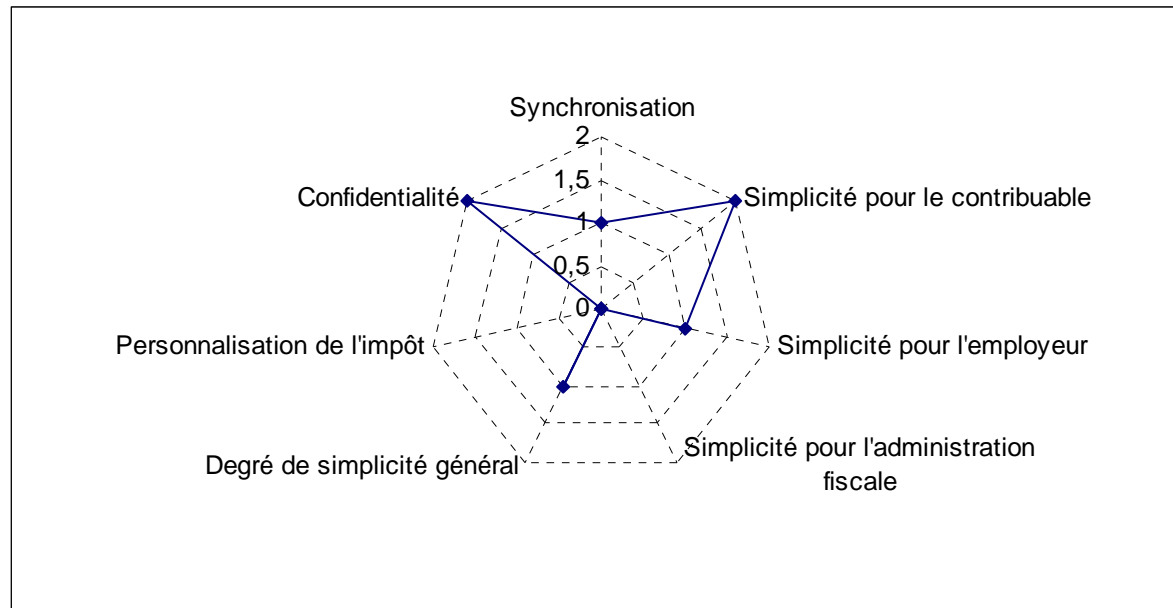 Synchronisation
2
1,5
1
0,5
0
Confidentialité
Simplicité pour le contribuable
Personnalisation de l'impôt
Simplicité pour l'employeur
Degré de simplicité général
Simplicité pour l'administration
fiscale